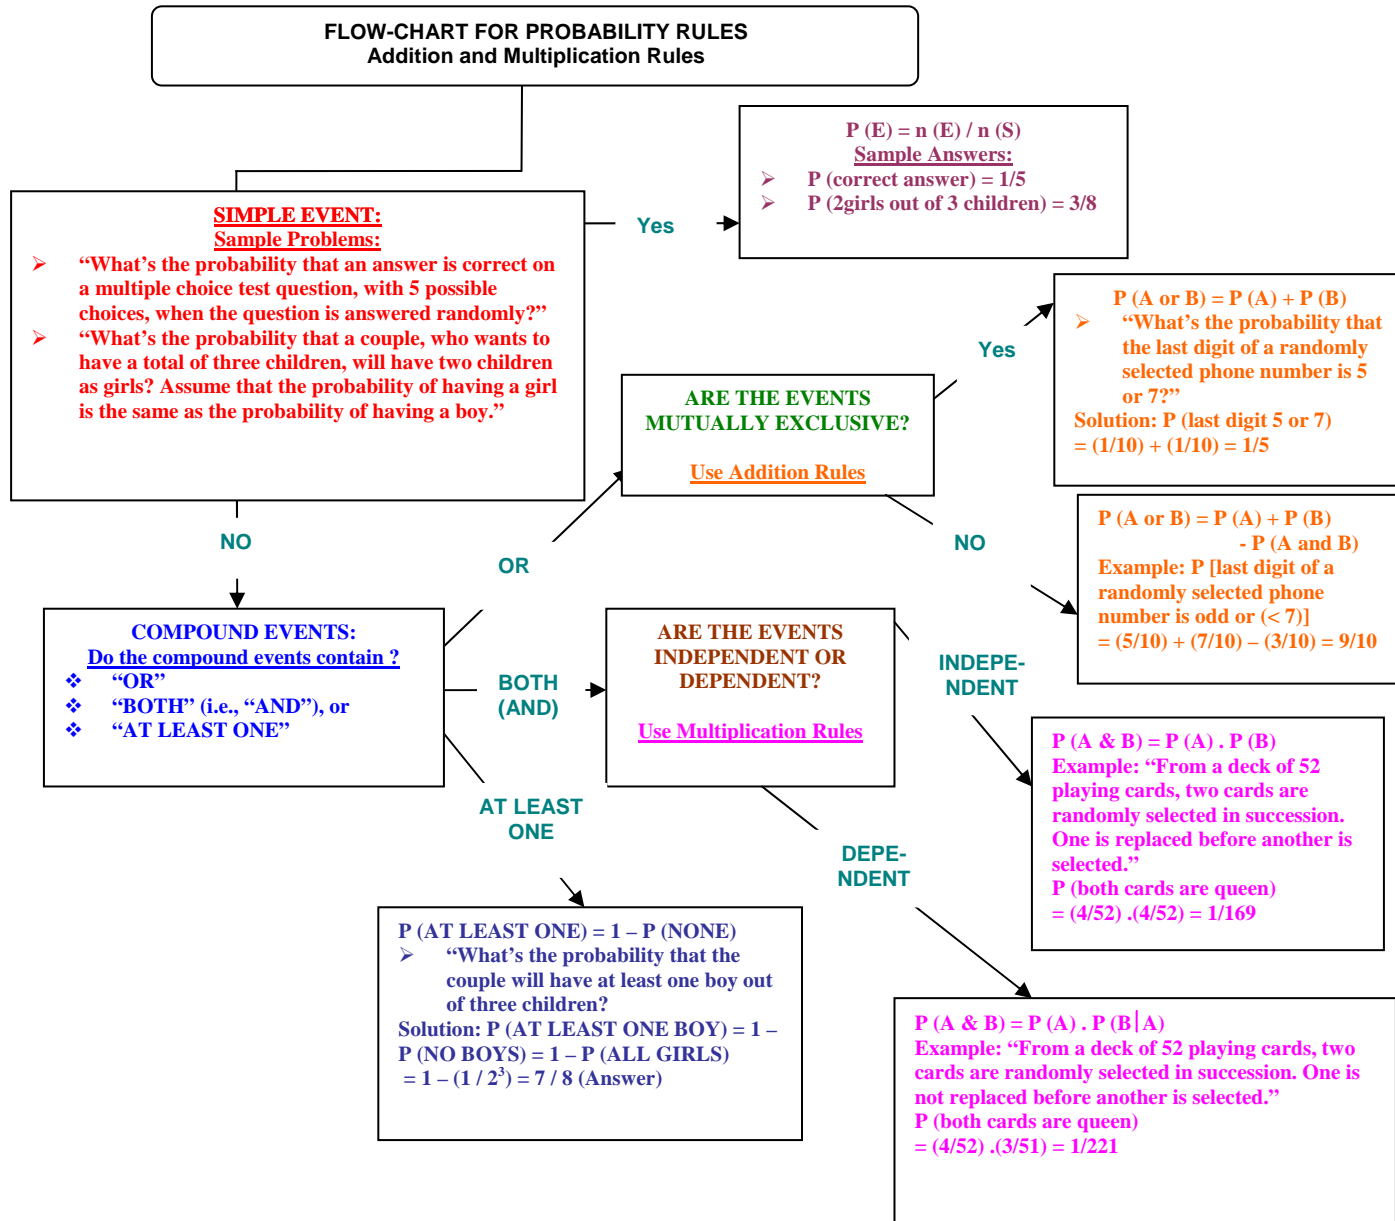 FLOW-CHART FOR PROBABILITY RULES
Addition and Multiplication Rules
P (E) = n (E) / n (S)
Sample Answers:
➢ P (correct answer) = 1/5
➢ P (2girls out of 3 children) = 3/8
SIMPLE EVENT:
Sample Problems:
➢ “What’s the probability that an answer is correct on
a multiple choice test question, with 5 possible
choices, when the question is answered randomly?”
➢ “What’s the probability that a couple, who wants to
have a total of three children, will have two children
as girls? Assume that the probability of having a girl
is the same as the probability of having a boy.”
Yes
P (A or B) = P (A) + P (B)
➢ “What’s the probability that
the last digit of a randomly
selected phone number is 5
or 7?”
Solution: P (last digit 5 or 7)
= (1/10) + (1/10) = 1/5
Yes
ARE THE EVENTS
MUTUALLY EXCLUSIVE?
Use Addition Rules
NO
P (A or B) = P (A) + P (B)
- P (A and B)
Example: P [last digit of a
randomly selected phone
number is odd or (< 7)]
= (5/10) + (7/10) – (3/10) = 9/10
NO
OR
COMPOUND EVENTS:
Do the compound events contain ?
❖ “OR”
❖ “BOTH” (i.e., “AND”), or
❖ “AT LEAST ONE”
BOTH
(AND)
ARE THE EVENTS
INDEPENDENT OR
DEPENDENT?
Use Multiplication Rules
INDEPE-
NDENT
P (A & B) = P (A) . P (B)
Example: “From a deck of 52
playing cards, two cards are
randomly selected in succession.
One is replaced before another is
selected.”
P (both cards are queen)
= (4/52) .(4/52) = 1/169
AT LEAST
ONE
DEPE-
NDENT
P (AT LEAST ONE) = 1 – P (NONE)
➢ “What’s the probability that the
couple will have at least one boy out
of three children?
Solution: P (AT LEAST ONE BOY) = 1 –
P (NO BOYS) = 1 – P (ALL GIRLS)
= 1 – (1 / 2³) = 7 / 8 (Answer)
P (A & B) = P (A) . P (B|A)
Example: “From a deck of 52 playing cards, two
cards are randomly selected in succession. One is
not replaced before another is selected.”
P (both cards are queen)
= (4/52) .(3/51) = 1/221